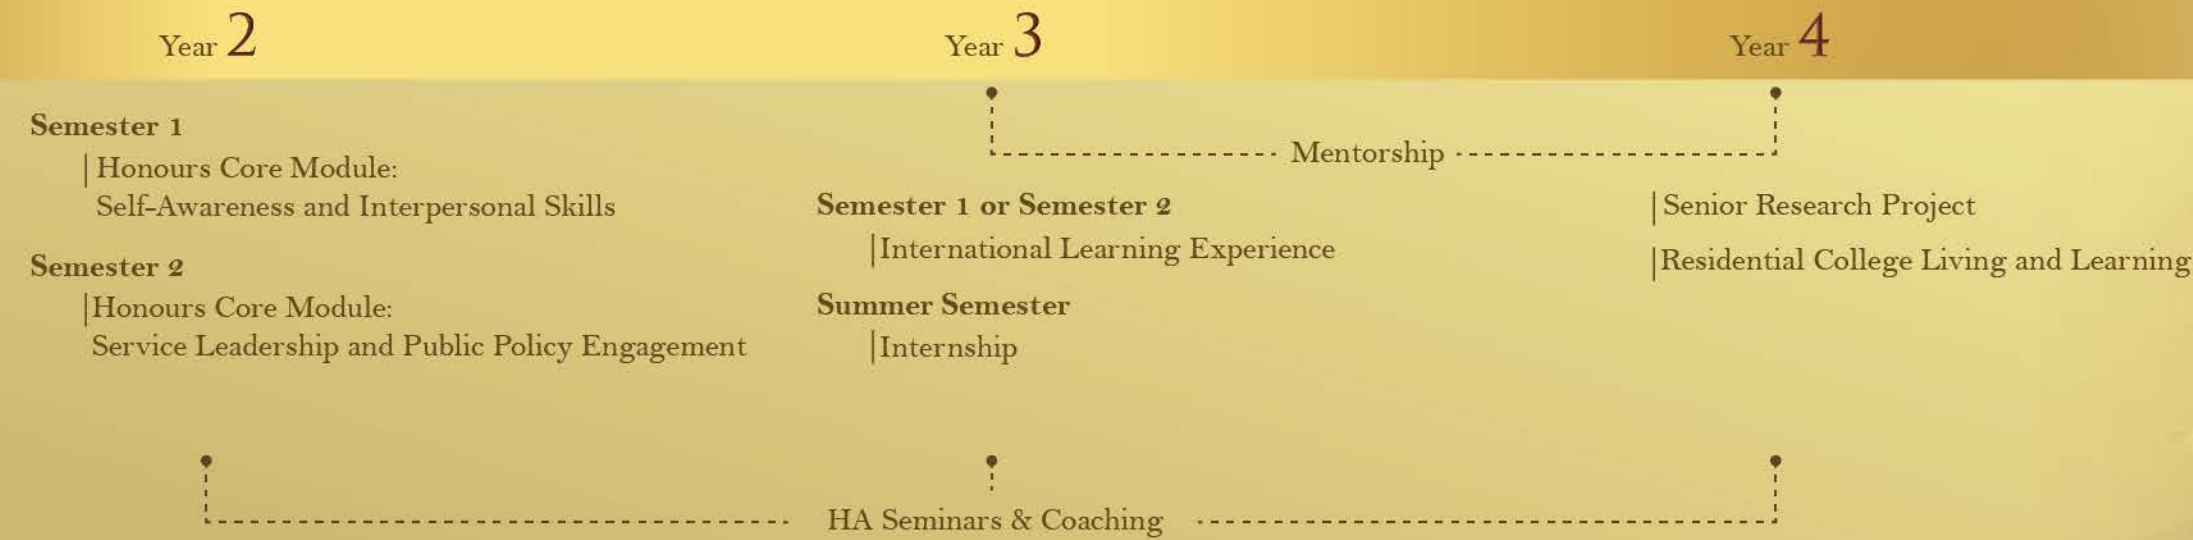 Year 2
Year 3
Year 4
Semester 1
Honours Core Module:
Self-Awareness and Interpersonal Skills
Semester 2
Honours Core Module:
Service Leadership and Public Policy Engagement
Mentorship
Semester 1 or Semester 2
International Learning Experience
Summer Semester
Internship
Senior Research Project
Residential College Living and Learning
HA Seminars & Coaching